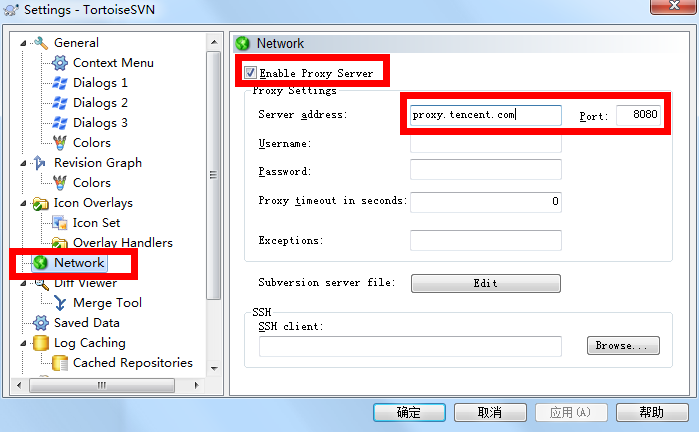 Settings - TortoiseSVN
General
Context Menu
Dialogs 1
Dialogs 2
Dialogs 3
Colors
Revision Graph
Colors
Icon Overlays
Icon Set
Overlay Handlers
Network
Diff Viewer
Merge Tool
Saved Data
Log Caching
Cached Repositories
Network
Enable Proxy Server
Proxy Settings
Server address: proxy.tencent.com Port: 8080
Username:
Password:
Proxy timeout in seconds: 0
Exceptions:
Subversion server file: Edit
SSH
SSH client:
Browse...
确定 取消 应用(A) 帮助